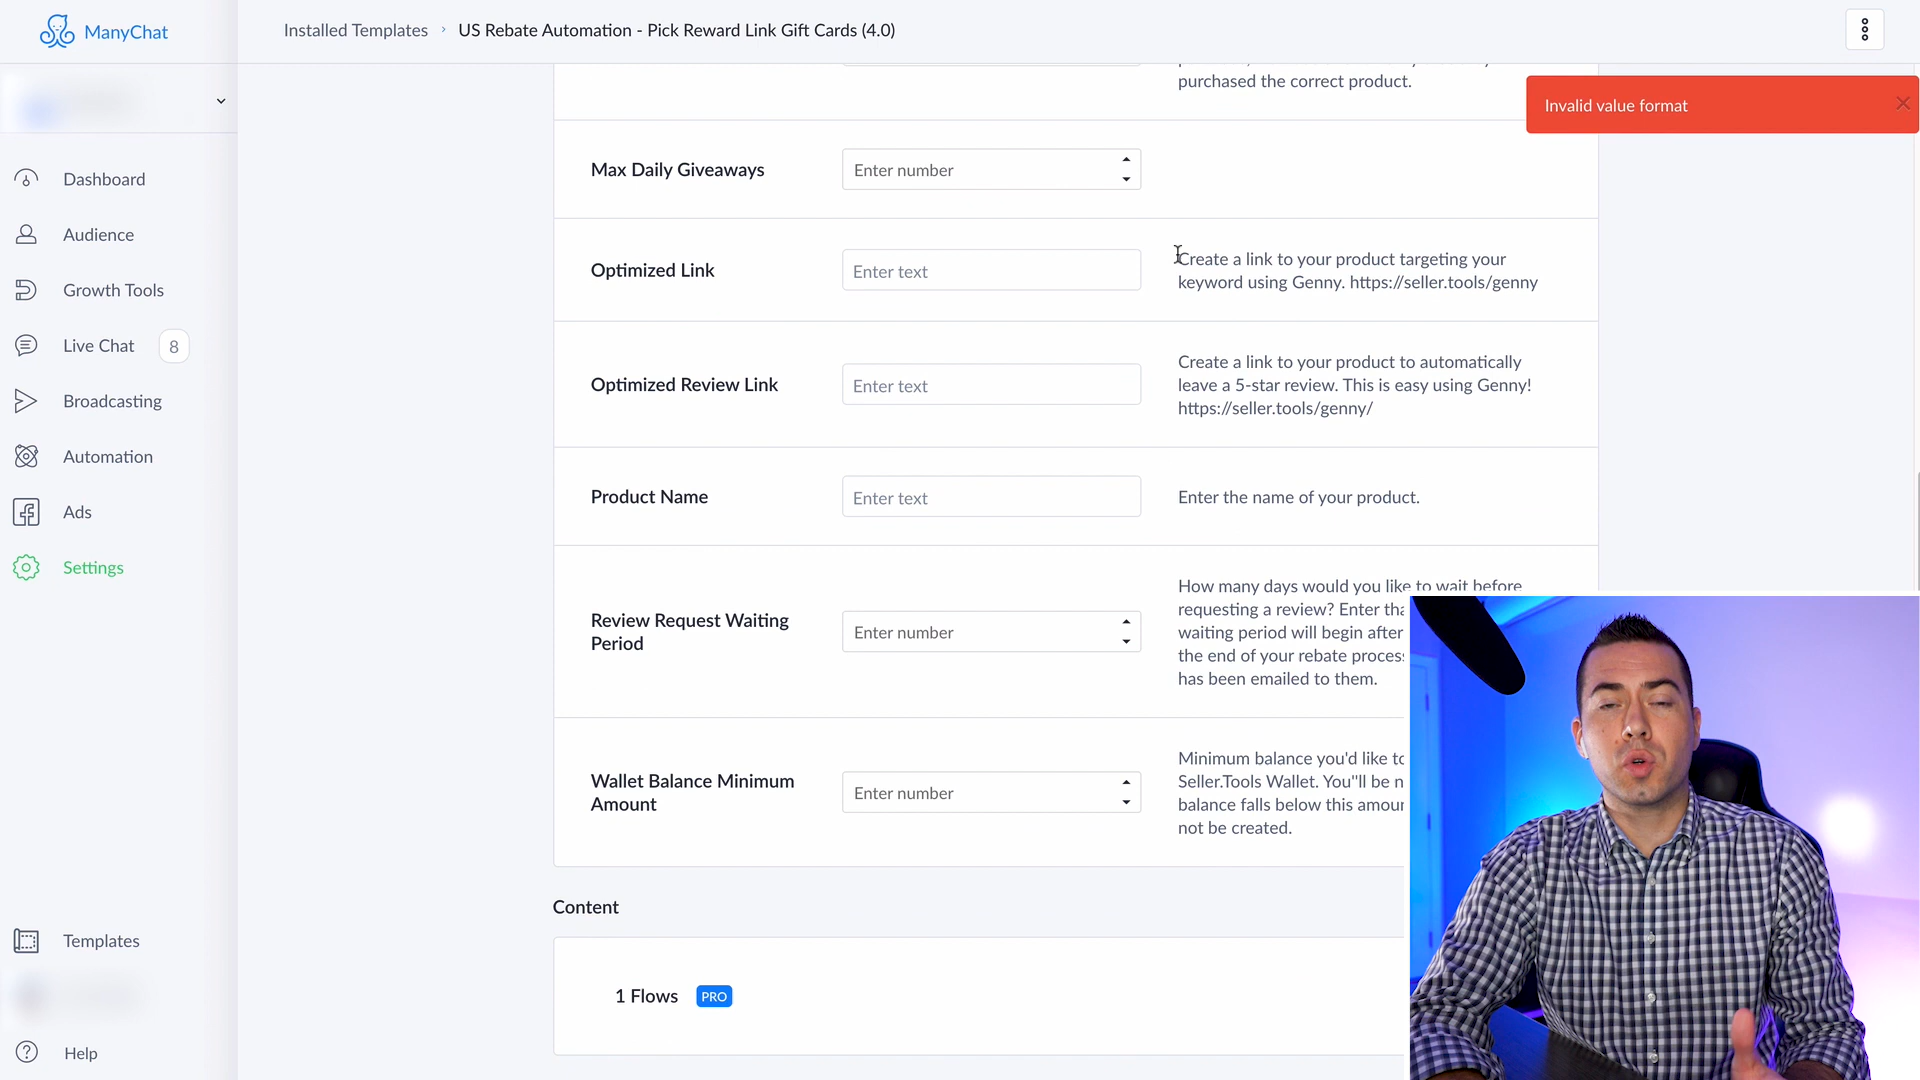 ManyChat
Installed Templates › US Rebate Automation - Pick Reward Link Gift Cards (4.0)
purchased the correct product.
Invalid value format
Dashboard
Audience
Growth Tools
Live Chat 8
Broadcasting
Automation
Ads
Settings
Templates
Help
Max Daily Giveaways
Enter number
Optimized Link
Enter text
Create a link to your product targeting your
keyword using Genny. https://seller.tools/genny
Optimized Review Link
Enter text
Create a link to your product to automatically
leave a 5-star review. This is easy using Genny!
https://seller.tools/genny/
Product Name
Enter text
Enter the name of your product.
Review Request Waiting
Period
Enter number
How many days would you like to wait before
requesting a review? Enter tha
waiting period will begin after
the end of your rebate process
has been emailed to them.
Wallet Balance Minimum
Amount
Enter number
Minimum balance you'd like to
Seller.Tools Wallet. You''ll be n
balance falls below this amour
not be created.
Content
1 Flows PRO